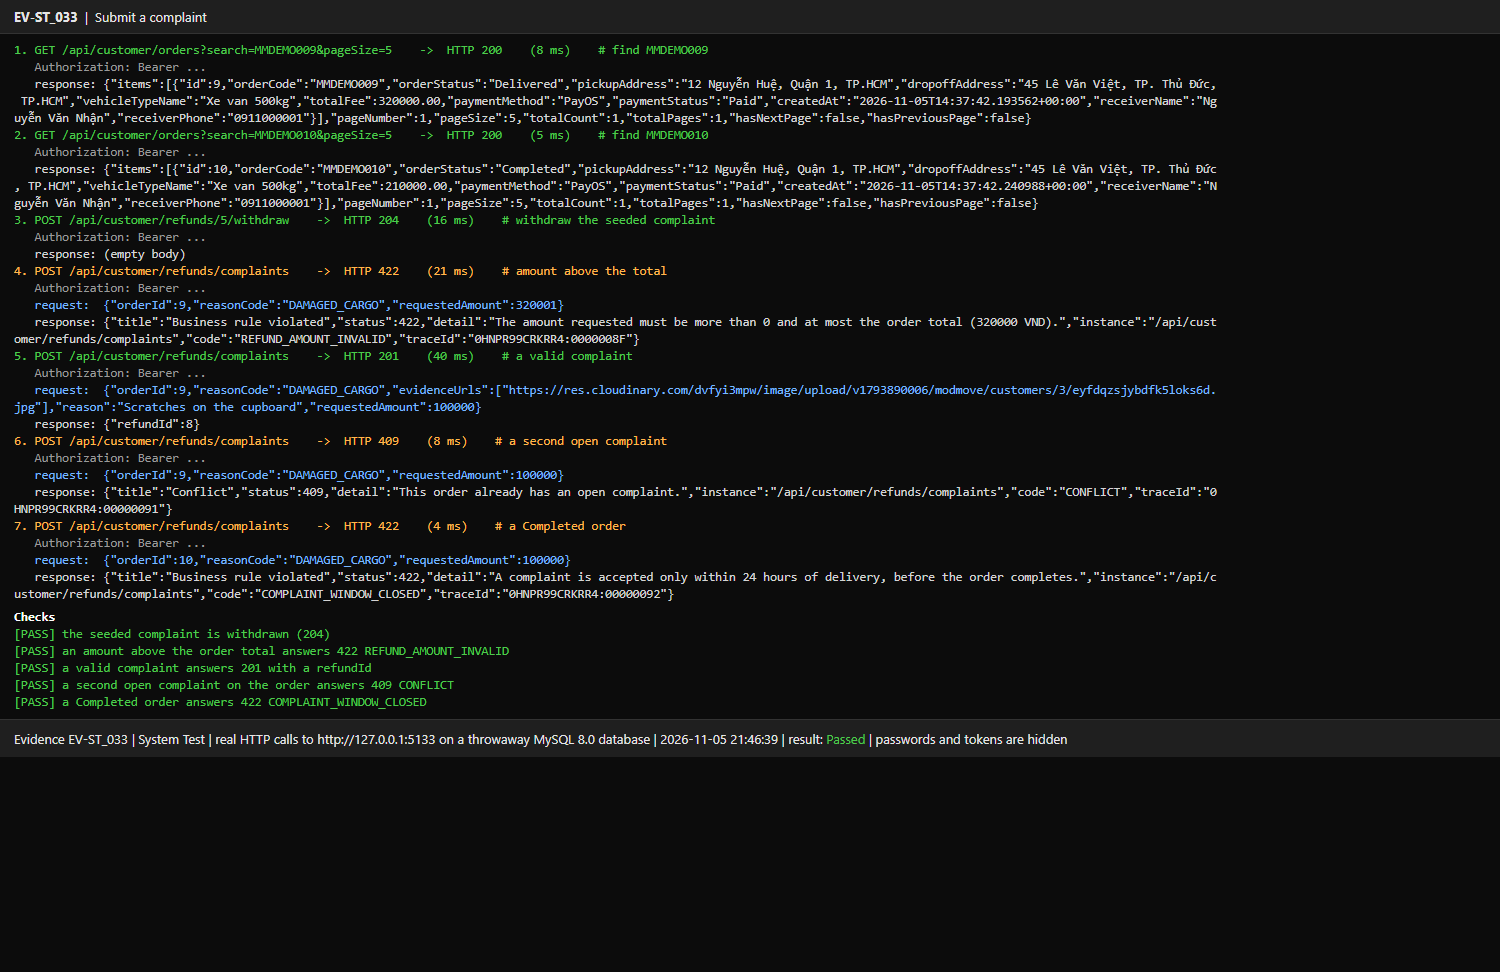 EV-ST_033 | Submit a complaint
1. GET /api/customer/orders?search=MMDEMO009&pageSize=5 -> HTTP 200 (8 ms) # find MMDEMO009
Authorization: Bearer ...
response: {"items":[{"id":9,"orderCode":"MMDEMO009","orderStatus":"Delivered","pickupAddress":"12 Nguyễn Huệ, Quận 1, TP.HCM","dropoffAddress":"45 Lê Văn Việt, TP. Thủ Đức,
TP.HCM","vehicleTypeName":"Xe van 500kg","totalFee":320000.00,"paymentMethod":"PayOS","paymentStatus":"Paid","createdAt":"2026-11-05T14:37:42.193562+00:00","receiverName":"Ng
uyễn Văn Nhận","receiverPhone":"0911000001"}],"pageNumber":1,"pageSize":5,"totalCount":1,"totalPages":1,"hasNextPage":false,"hasPreviousPage":false}
2. GET /api/customer/orders?search=MMDEMO010&pageSize=5 -> HTTP 200 (5 ms) # find MMDEMO010
Authorization: Bearer ...
response: {"items":[{"id":10,"orderCode":"MMDEMO010","orderStatus":"Completed","pickupAddress":"12 Nguyễn Huệ, Quận 1, TP.HCM","dropoffAddress":"45 Lê Văn Việt, TP. Thủ Đức
, TP.HCM","vehicleTypeName":"Xe van 500kg","totalFee":210000.00,"paymentMethod":"PayOS","paymentStatus":"Paid","createdAt":"2026-11-05T14:37:42.240988+00:00","receiverName":"N
guyễn Văn Nhận","receiverPhone":"0911000001"}],"pageNumber":1,"pageSize":5,"totalCount":1,"totalPages":1,"hasNextPage":false,"hasPreviousPage":false}
3. POST /api/customer/refunds/5/withdraw -> HTTP 204 (16 ms) # withdraw the seeded complaint
Authorization: Bearer ...
response: (empty body)
4. POST /api/customer/refunds/complaints -> HTTP 422 (21 ms) # amount above the total
Authorization: Bearer ...
request: {"orderId":9,"reasonCode":"DAMAGED_CARGO","requestedAmount":320001}
response: {"title":"Business rule violated","status":422,"detail":"The amount requested must be more than 0 and at most the order total (320000 VND).","instance":"/api/cust
omer/refunds/complaints","code":"REFUND_AMOUNT_INVALID","traceId":"0HNPR99CRKRR4:0000008F"}
5. POST /api/customer/refunds/complaints -> HTTP 201 (40 ms) # a valid complaint
Authorization: Bearer ...
request: {"orderId":9,"reasonCode":"DAMAGED_CARGO","evidenceUrls":["https://res.cloudinary.com/dvfyi3mpw/image/upload/v1793890006/modmove/customers/3/eyfdqzsjybdfk5loks6d.
jpg"],"reason":"Scratches on the cupboard","requestedAmount":100000}
response: {"refundId":8}
6. POST /api/customer/refunds/complaints -> HTTP 409 (8 ms) # a second open complaint
Authorization: Bearer ...
request: {"orderId":9,"reasonCode":"DAMAGED_CARGO","requestedAmount":100000}
response: {"title":"Conflict","status":409,"detail":"This order already has an open complaint.","instance":"/api/customer/refunds/complaints","code":"CONFLICT","traceId":"0
HNPR99CRKRR4:00000091"}
7. POST /api/customer/refunds/complaints -> HTTP 422 (4 ms) # a Completed order
Authorization: Bearer ...
request: {"orderId":10,"reasonCode":"DAMAGED_CARGO","requestedAmount":100000}
response: {"title":"Business rule violated","status":422,"detail":"A complaint is accepted only within 24 hours of delivery, before the order completes.","instance":"/api/c
ustomer/refunds/complaints","code":"COMPLAINT_WINDOW_CLOSED","traceId":"0HNPR99CRKRR4:00000092"}
Checks
[PASS] the seeded complaint is withdrawn (204)
[PASS] an amount above the order total answers 422 REFUND_AMOUNT_INVALID
[PASS] a valid complaint answers 201 with a refundId
[PASS] a second open complaint on the order answers 409 CONFLICT
[PASS] a Completed order answers 422 COMPLAINT_WINDOW_CLOSED
Evidence EV-ST_033 | System Test | real HTTP calls to http://127.0.0.1:5133 on a throwaway MySQL 8.0 database | 2026-11-05 21:46:39 | result: Passed | passwords and tokens are hidden